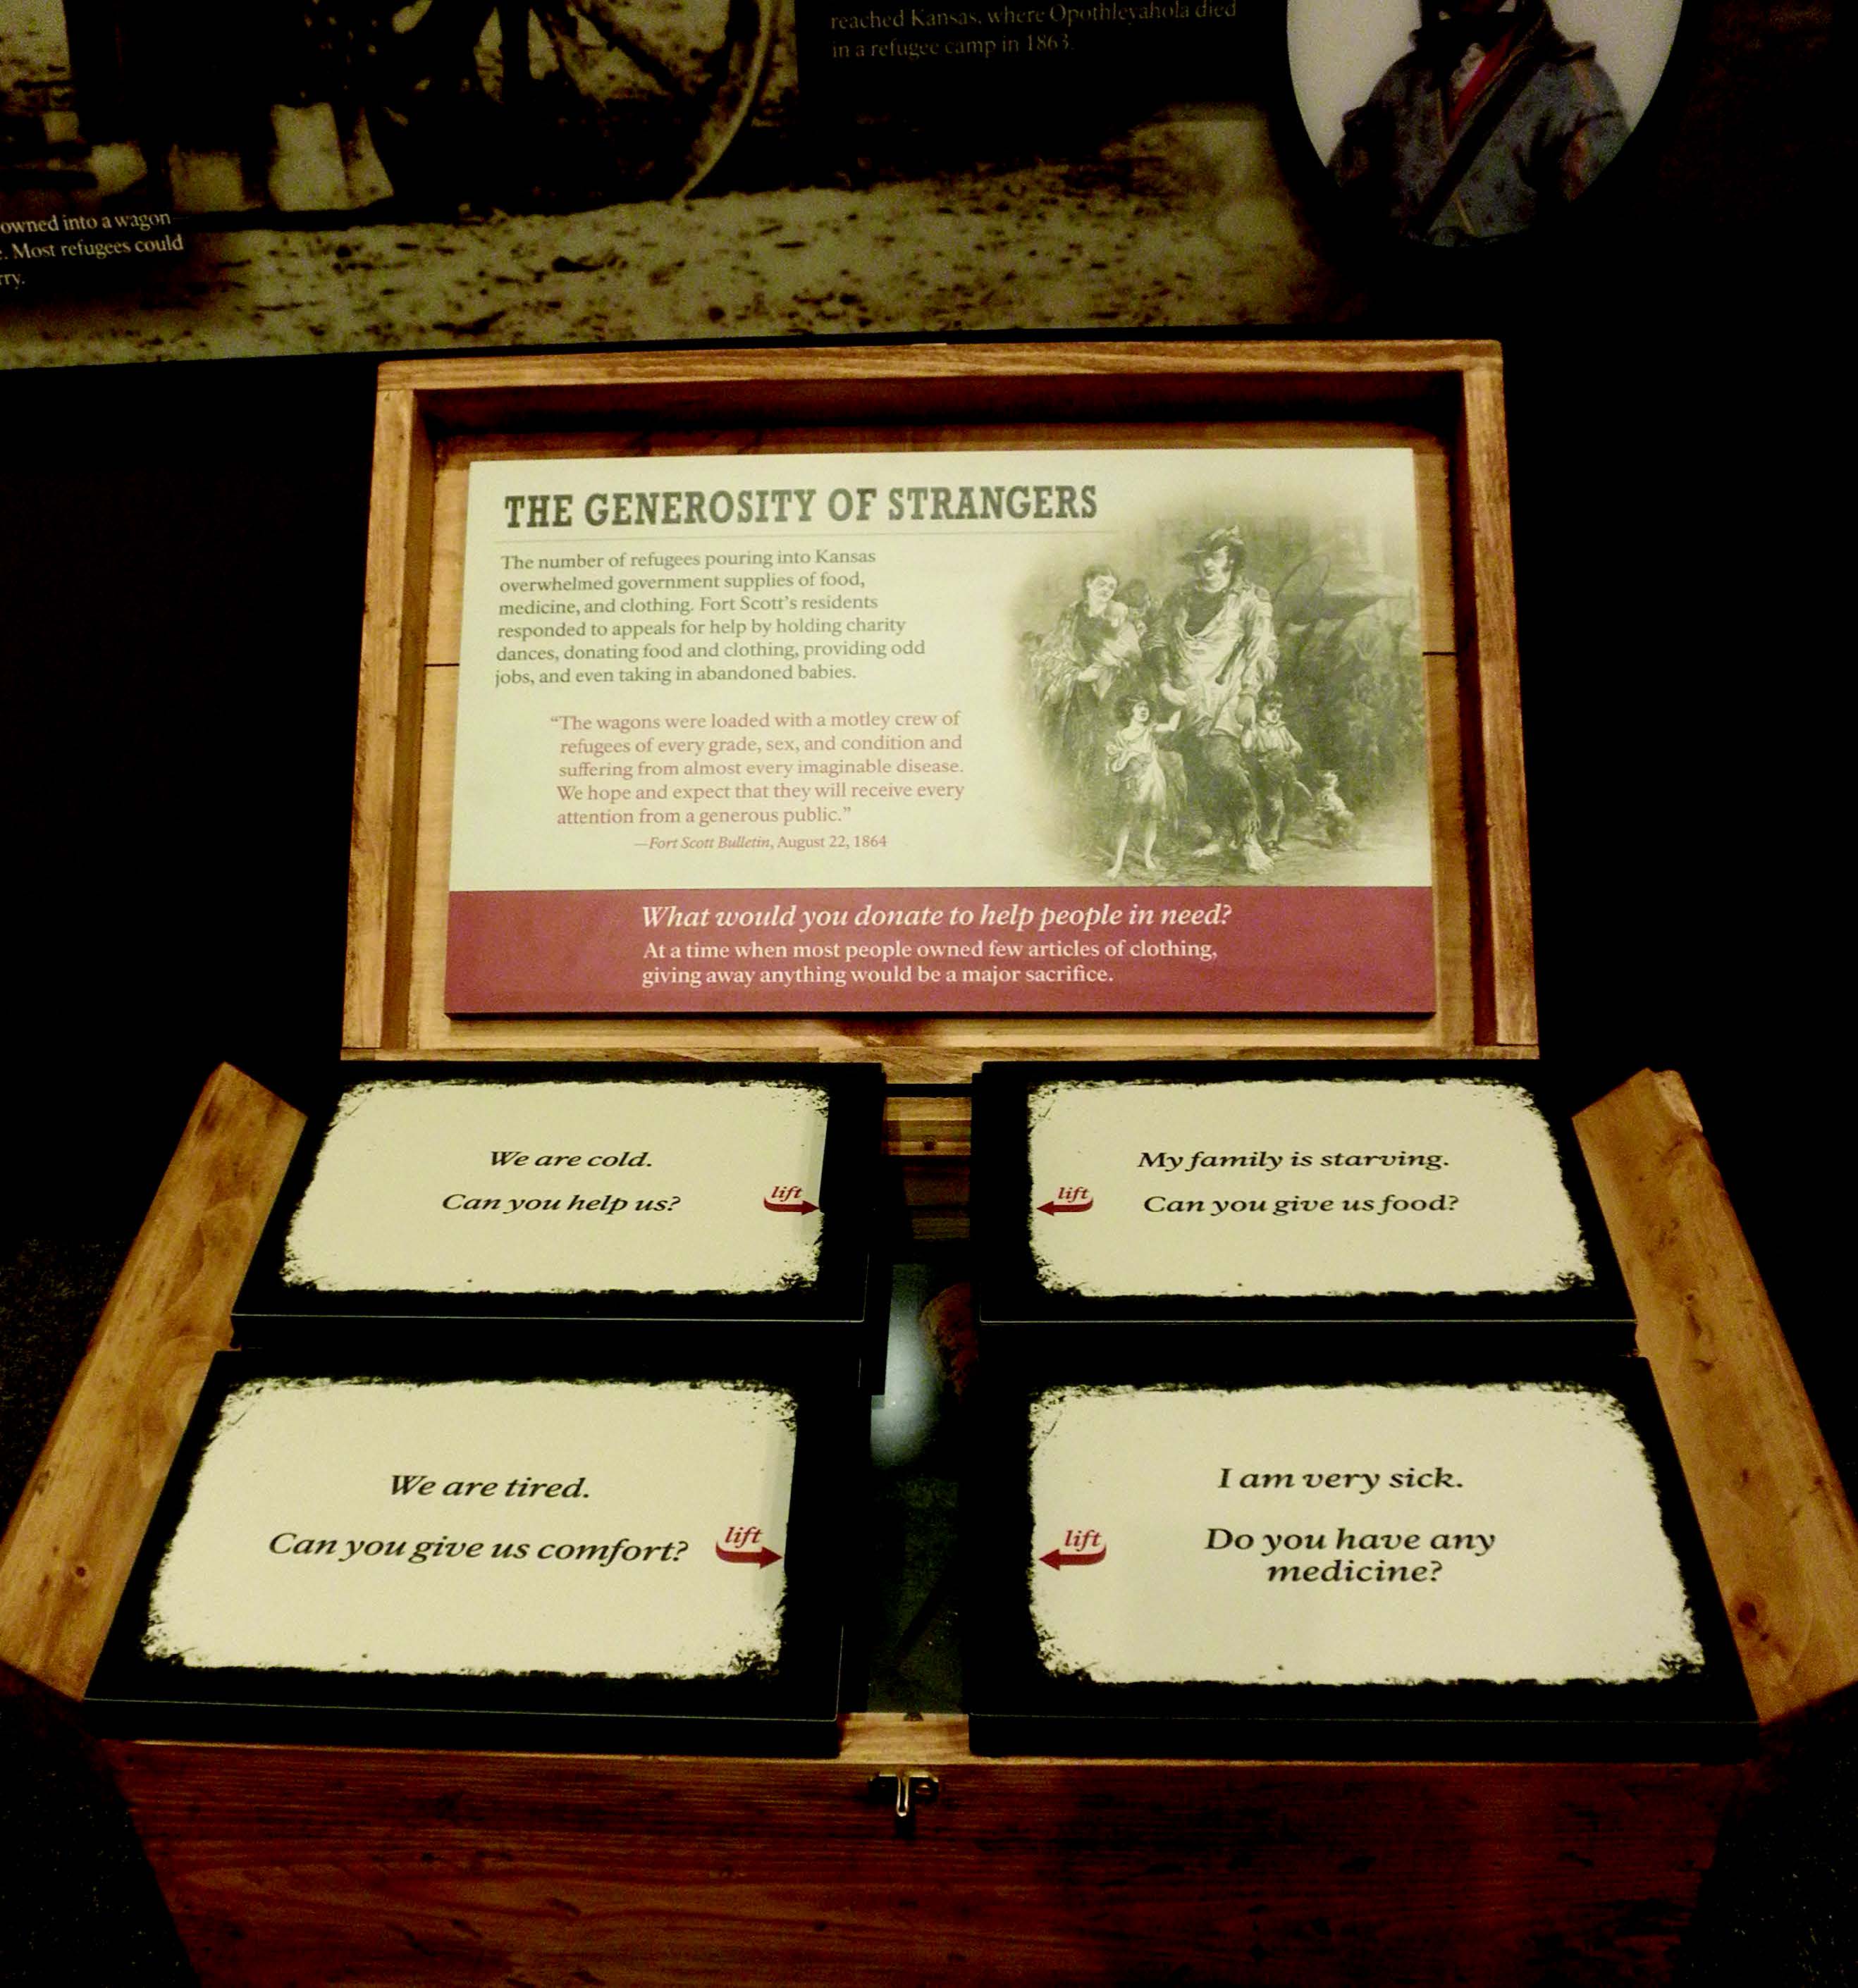 reached Kansas, where Opothleyahola died
in a refugee camp in 1863.
owned into a wagon
. Most refugees could
rry.
THE GENEROSITY OF STRANGERS
The number of refugees pouring into Kansas
overwhelmed government supplies of food,
medicine, and clothing. Fort Scott’s residents
responded to appeals for help by holding charity
dances, donating food and clothing, providing odd
jobs, and even taking in abandoned babies.
“The wagons were loaded with a motley crew of
refugees of every grade, sex, and condition and
suffering from almost every imaginable disease.
We hope and expect that they will receive every
attention from a generous public.”
—Fort Scott Bulletin, August 22, 1864
What would you donate to help people in need?
At a time when most people owned few articles of clothing,
giving away anything would be a major sacrifice.
We are cold.
Can you help us?
lift
My family is starving.
Can you give us food?
lift
We are tired.
Can you give us comfort?
lift
I am very sick.
Do you have any
medicine?
lift